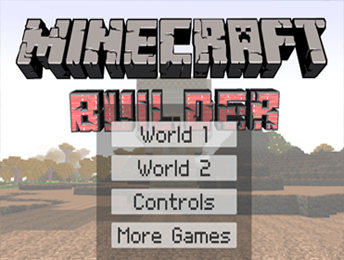 MINECRAFT
BUILDER
World 1
World 2
Controls
More Games